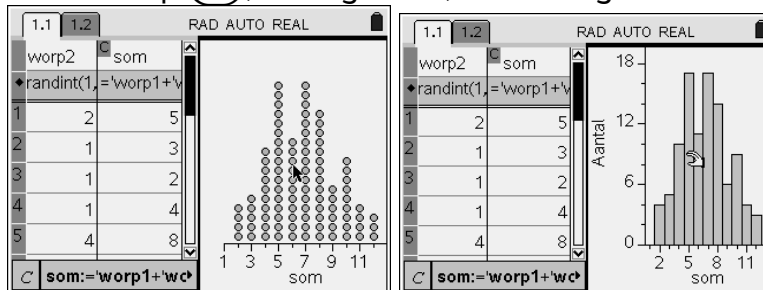 1.1 1.2 RAD AUTO REAL
worp2 C som
◆ randint(1, ='worp1+'w
1 2 5
2 1 3
3 1 2
4 1 4
5 4 8
C som:='worp1+'wo
1 3 5 7 9 11
som
1.1 1.2 RAD AUTO REAL
worp2 C som
◆ randint(1, ='worp1+'w
1 2 5
2 1 3
3 1 2
4 1 4
5 4 8
C som:='worp1+'wo
18
12
6
0
Aantal
2 5 8 11
som